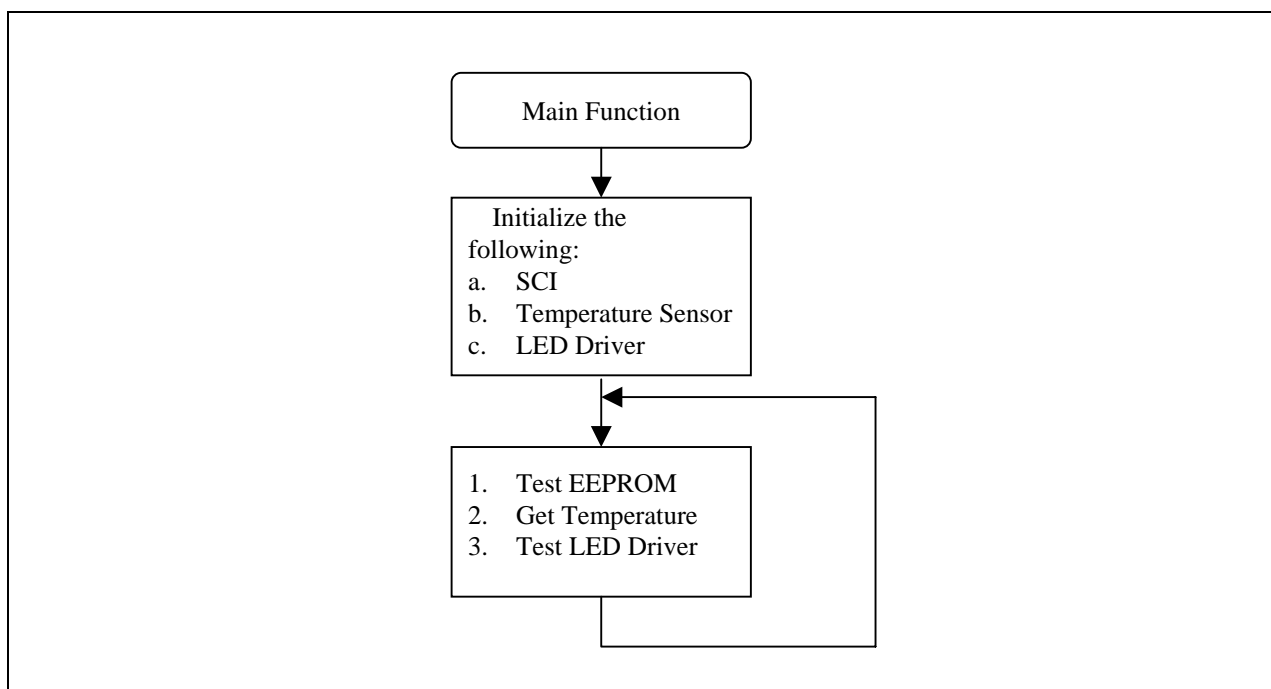 Main Function
Initialize the
following:
a. SCI
b. Temperature Sensor
c. LED Driver
1. Test EEPROM
2. Get Temperature
3. Test LED Driver